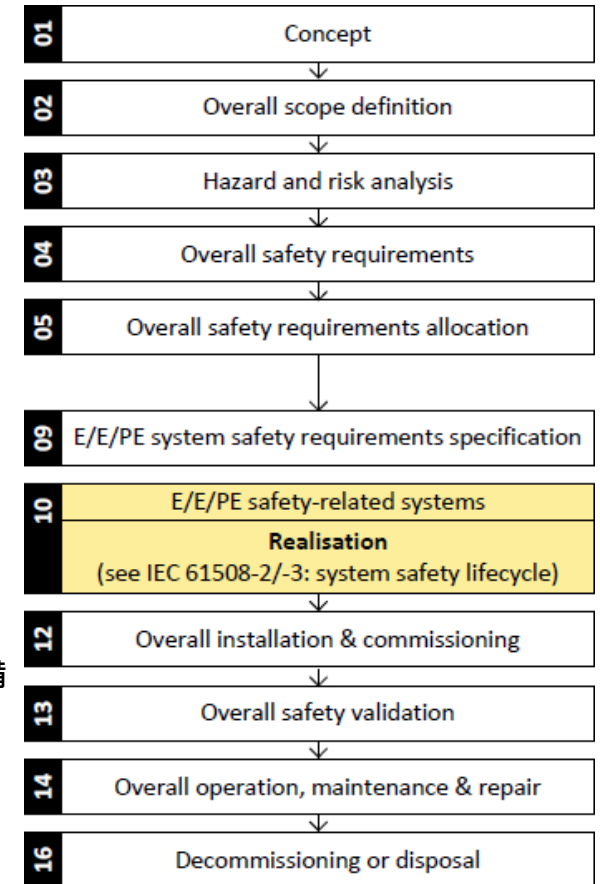 01
Concept
02
Overall scope definition
03
Hazard and risk analysis
04
Overall safety requirements
05
Overall safety requirements allocation
09
E/E/PE system safety requirements specification
10
E/E/PE safety-related systems
Realisation
(see IEC 61508-2/-3: system safety lifecycle)
12
Overall installation & commissioning
13
Overall safety validation
14
Overall operation, maintenance & repair
16
Decommissioning or disposal